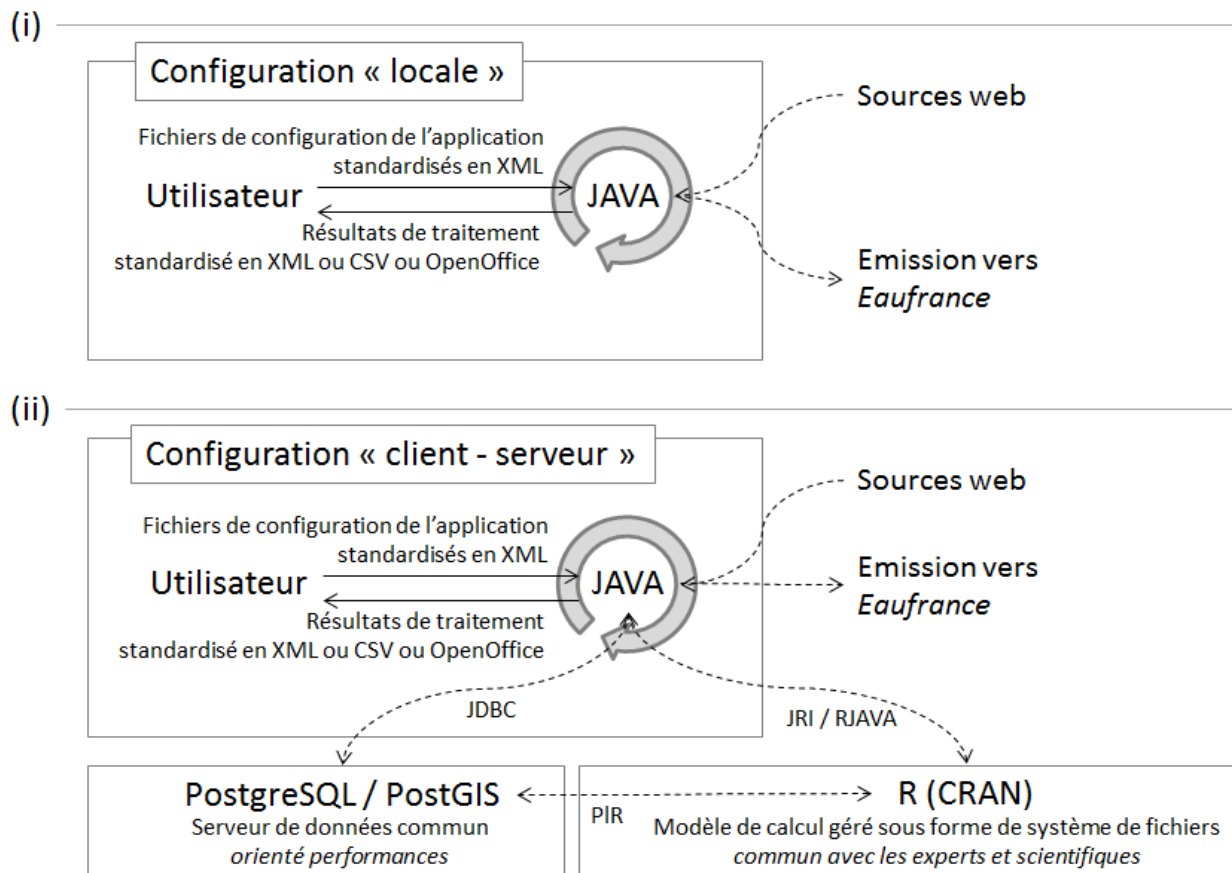 (i)
Configuration « locale »
Sources web
Fichiers de configuration de l’application
standardisés en XML
Utilisateur
JAVA
Résultats de traitement
standardisé en XML ou CSV ou OpenOffice
Emission vers
Eaufrance
(ii)
Configuration « client - serveur »
Sources web
Fichiers de configuration de l’application
standardisés en XML
Utilisateur
JAVA
Emission vers
Eaufrance
Résultats de traitement
standardisé en XML ou CSV ou OpenOffice
JDBC
JRI / RJAVA
PostgreSQL / PostGIS
Serveur de données commun
orienté performances
PlR
R (CRAN)
Modèle de calcul géré sous forme de système de fichiers
commun avec les experts et scientifiques